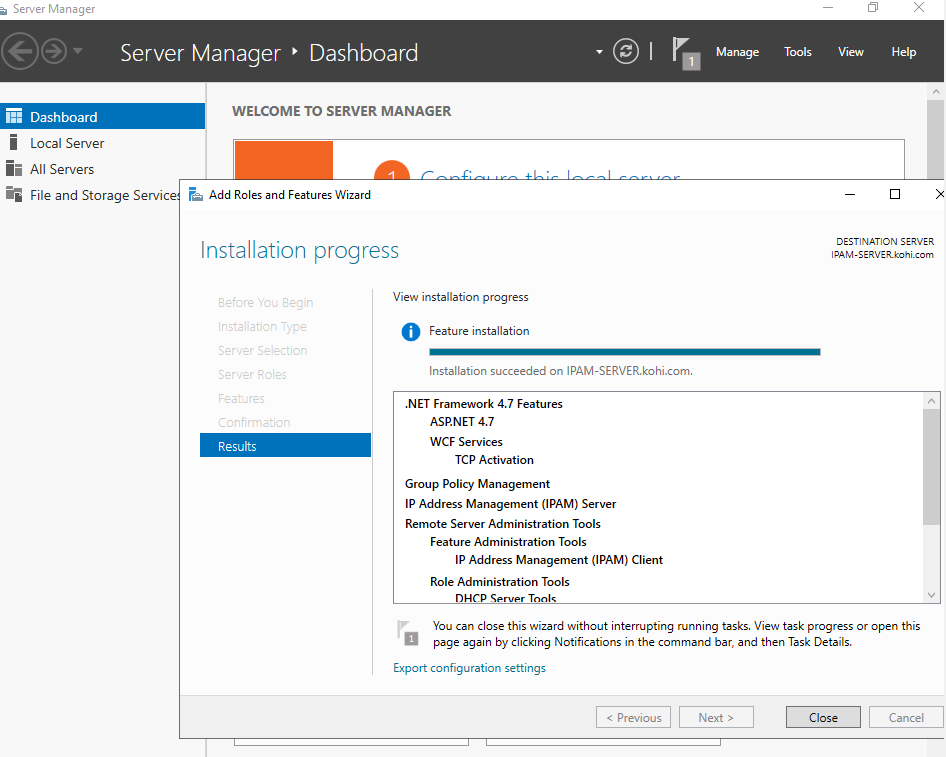 Server Manager
Server Manager ‣ Dashboard
1
Manage
Tools
View
Help
Dashboard
Local Server
All Servers
File and Storage Services
WELCOME TO SERVER MANAGER
1
Configure this local server
Add Roles and Features Wizard
Installation progress
DESTINATION SERVER
IPAM-SERVER.kohi.com
Before You Begin
Installation Type
Server Selection
Server Roles
Features
Confirmation
Results
View installation progress
Feature installation
Installation succeeded on IPAM-SERVER.kohi.com.
.NET Framework 4.7 Features
ASP.NET 4.7
WCF Services
TCP Activation
Group Policy Management
IP Address Management (IPAM) Server
Remote Server Administration Tools
Feature Administration Tools
IP Address Management (IPAM) Client
Role Administration Tools
DHCP Server Tools
1
You can close this wizard without interrupting running tasks. View task progress or open this
page again by clicking Notifications in the command bar, and then Task Details.
Export configuration settings
< Previous
Next >
Close
Cancel